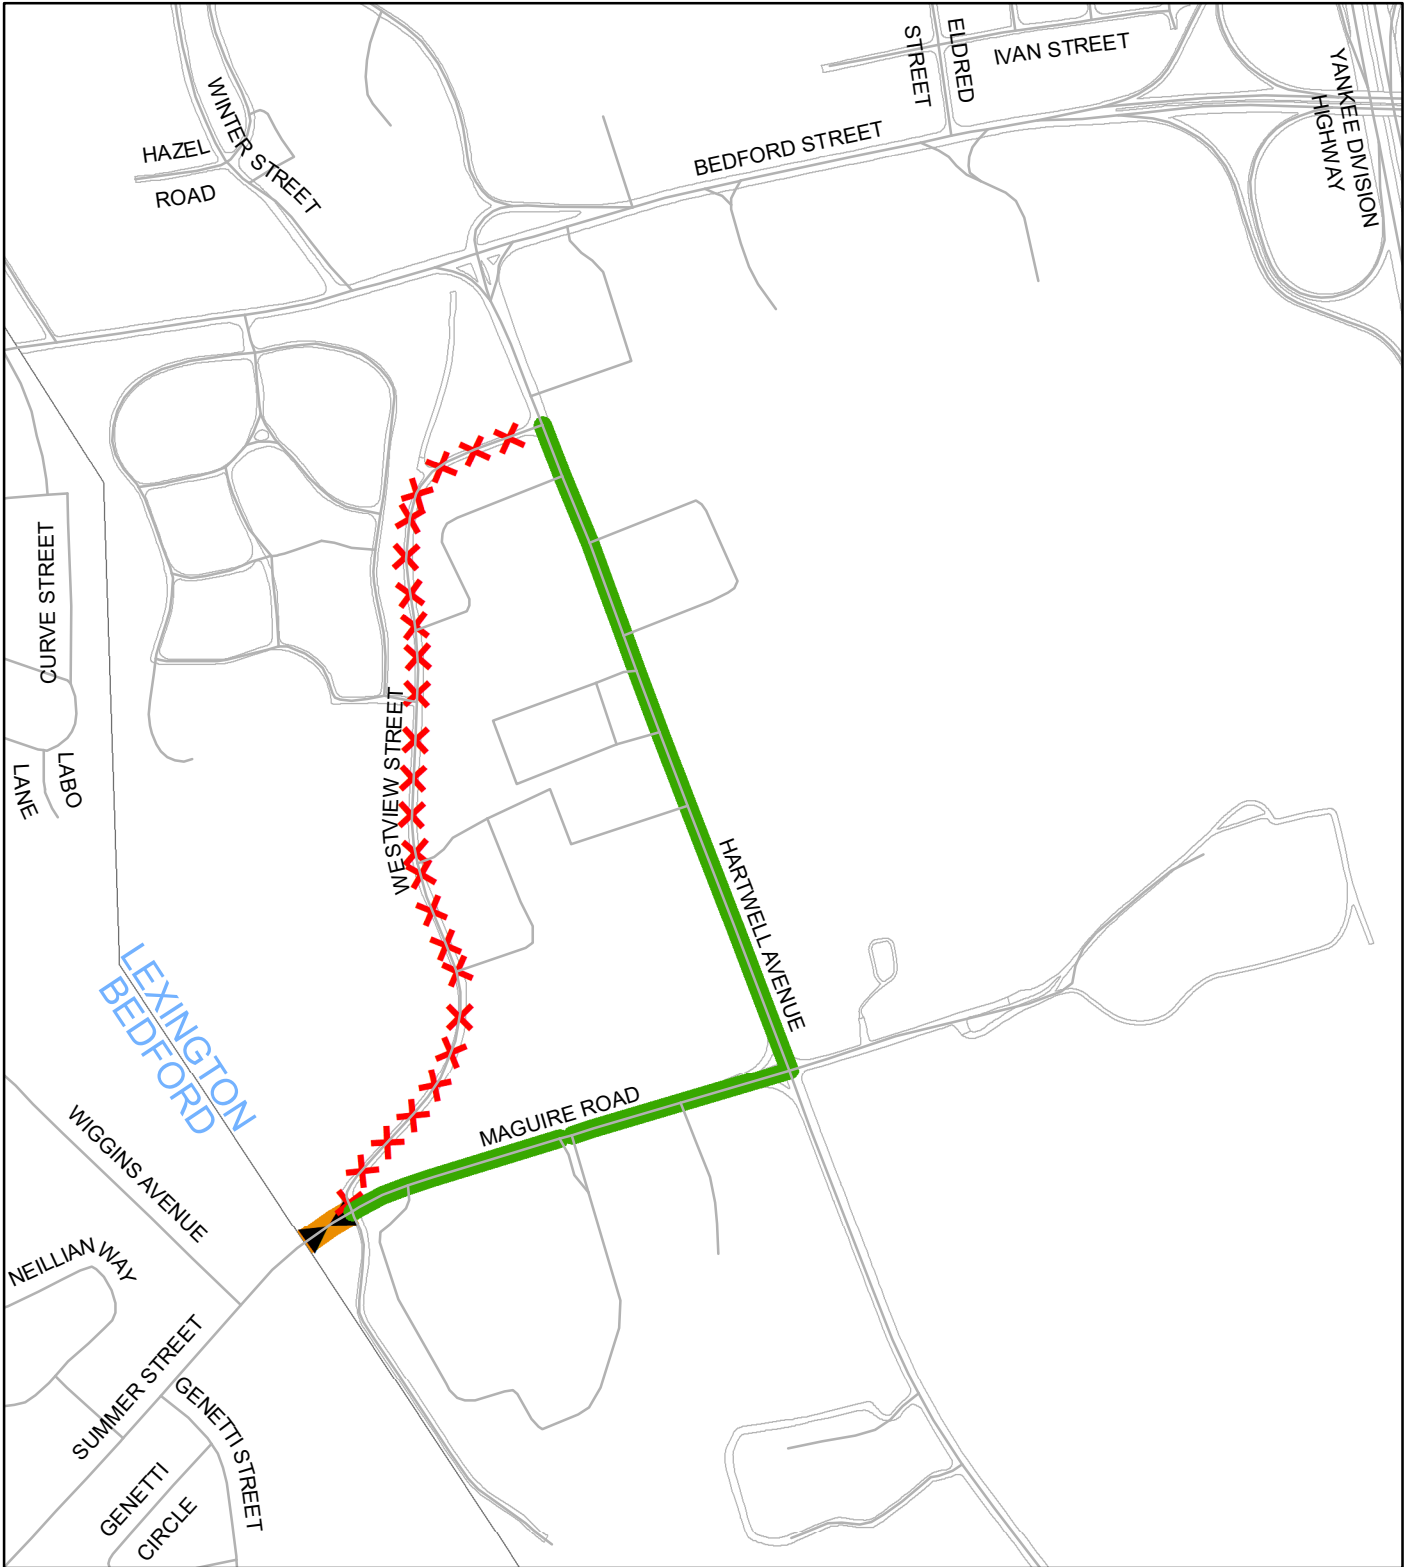 STREET
ELDRED
IVAN STREET
YANKEE DIVISION
HIGHWAY
WINTER STREET
BEDFORD STREET
HAZEL
ROAD
CURVE STREET
WESTVIEW STREET
LABO
LANE
HARTWELL AVENUE
LEXINGTON
BEDFORD
MAGUIRE ROAD
WIGGINS AVENUE
NEILLIAN WAY
SUMMER STREET
GENETTI STREET
GENETTI
CIRCLE